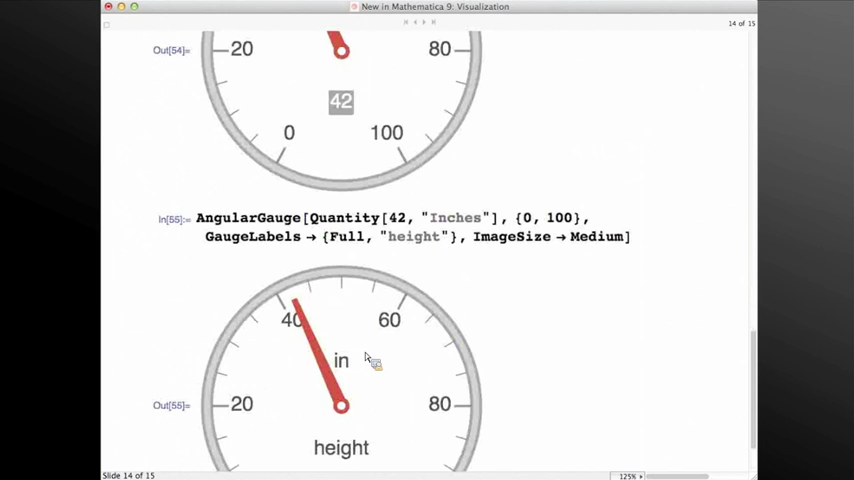 New in Mathematica 9: Visualization
14 of 15
Out[54]=
20
80
42
0
100
In[55]:= AngularGauge[Quantity[42, "Inches"], {0, 100},
GaugeLabels → {Full, "height"}, ImageSize → Medium]
40
60
in
Out[55]=
20
80
height
Slide 14 of 15
125%